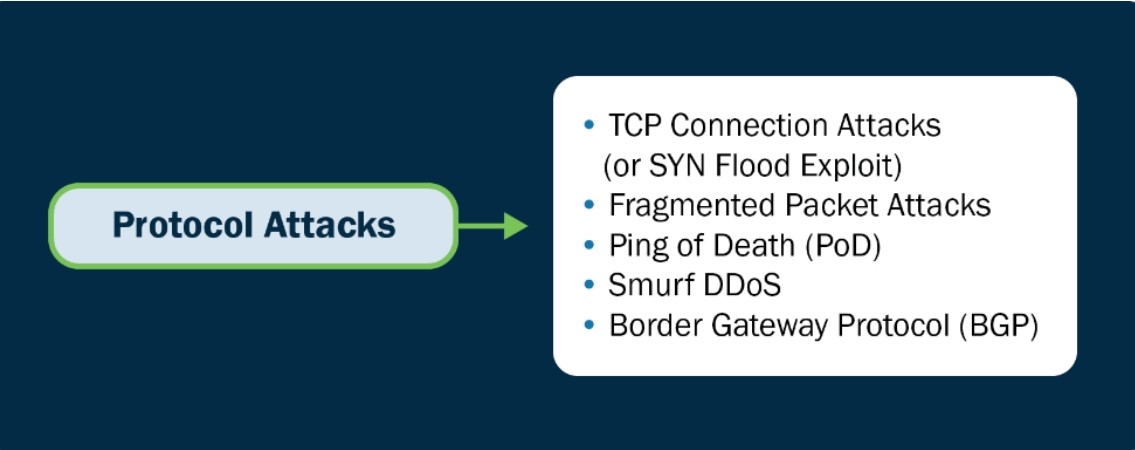 Protocol Attacks
• TCP Connection Attacks
(or SYN Flood Exploit)
• Fragmented Packet Attacks
• Ping of Death (PoD)
• Smurf DDoS
• Border Gateway Protocol (BGP)